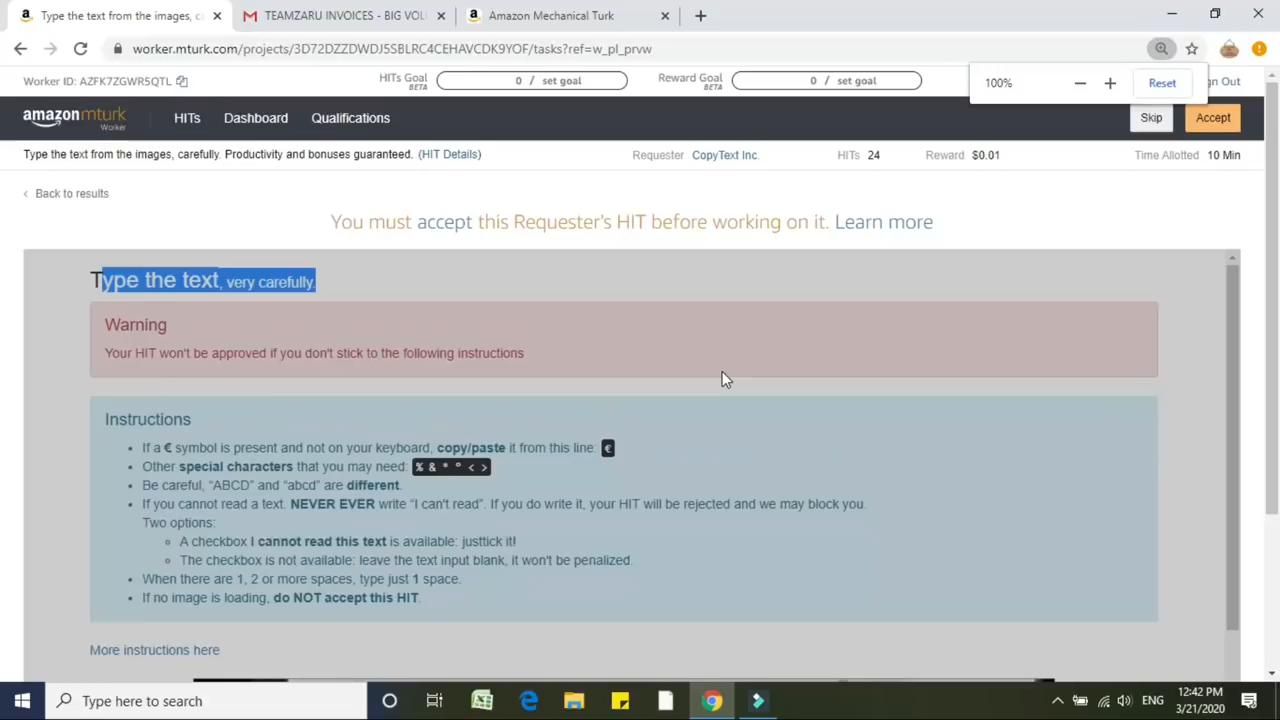 Type the text from the images, c
TEAMZARU INVOICES - BIG VOL
Amazon Mechanical Turk
worker.mturk.com/projects/3D72DZZDWDJ5SBLRC4CEHAVCDK9YOF/tasks?ref=w_pl_prvw
Worker ID: AZFK7ZGWR5QTL
HITs Goal BETA
0 / set goal
Reward Goal BETA
0 / set goal
100%
Reset
gn Out
amazon mturk
Worker
HITs
Dashboard
Qualifications
Skip
Accept
Type the text from the images, carefully. Productivity and bonuses guaranteed. (HIT Details)
Requester CopyText Inc.
HITs 24
Reward $0.01
Time Allotted 10 Min
‹ Back to results
You must accept this Requester's HIT before working on it. Learn more
Type the text, very carefully.
Warning
Your HIT won't be approved if you don't stick to the following instructions
Instructions
• If a € symbol is present and not on your keyboard, copy/paste it from this line: €
• Other special characters that you may need: % & * ° < >
• Be careful, “ABCD” and “abcd” are different.
• If you cannot read a text. NEVER EVER write “I can't read”. If you do write it, your HIT will be rejected and we may block you.
Two options:
◦ A checkbox I cannot read this text is available: justtick it!
◦ The checkbox is not available: leave the text input blank, it won't be penalized.
• When there are 1, 2 or more spaces, type just 1 space.
• If no image is loading, do NOT accept this HIT.
More instructions here
Type here to search
ENG
12:42 PM
3/21/2020